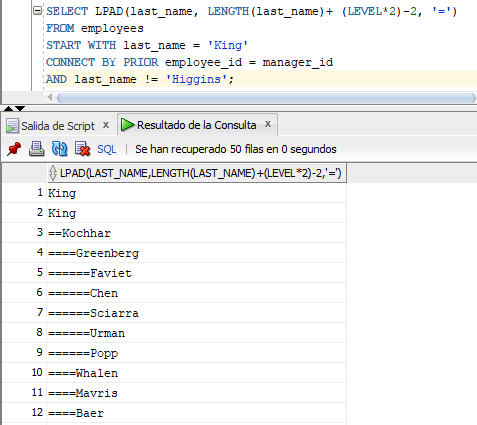 SELECT LPAD(last_name, LENGTH(last_name)+ (LEVEL*2)-2, '=')
FROM employees
START WITH last_name = 'King'
CONNECT BY PRIOR employee_id = manager_id
AND last_name != 'Higgins';
Salida de Script x Resultado de la Consulta x
SQL | Se han recuperado 50 filas en 0 segundos
LPAD(LAST_NAME,LENGTH(LAST_NAME)+(LEVEL*2)-2,'=')
1 King
2 King
3 ==Kochhar
4 ====Greenberg
5 ======Faviet
6 ======Chen
7 ======Sciarra
8 ======Urman
9 ======Popp
10 ====Whalen
11 ====Mavris
12 ====Baer